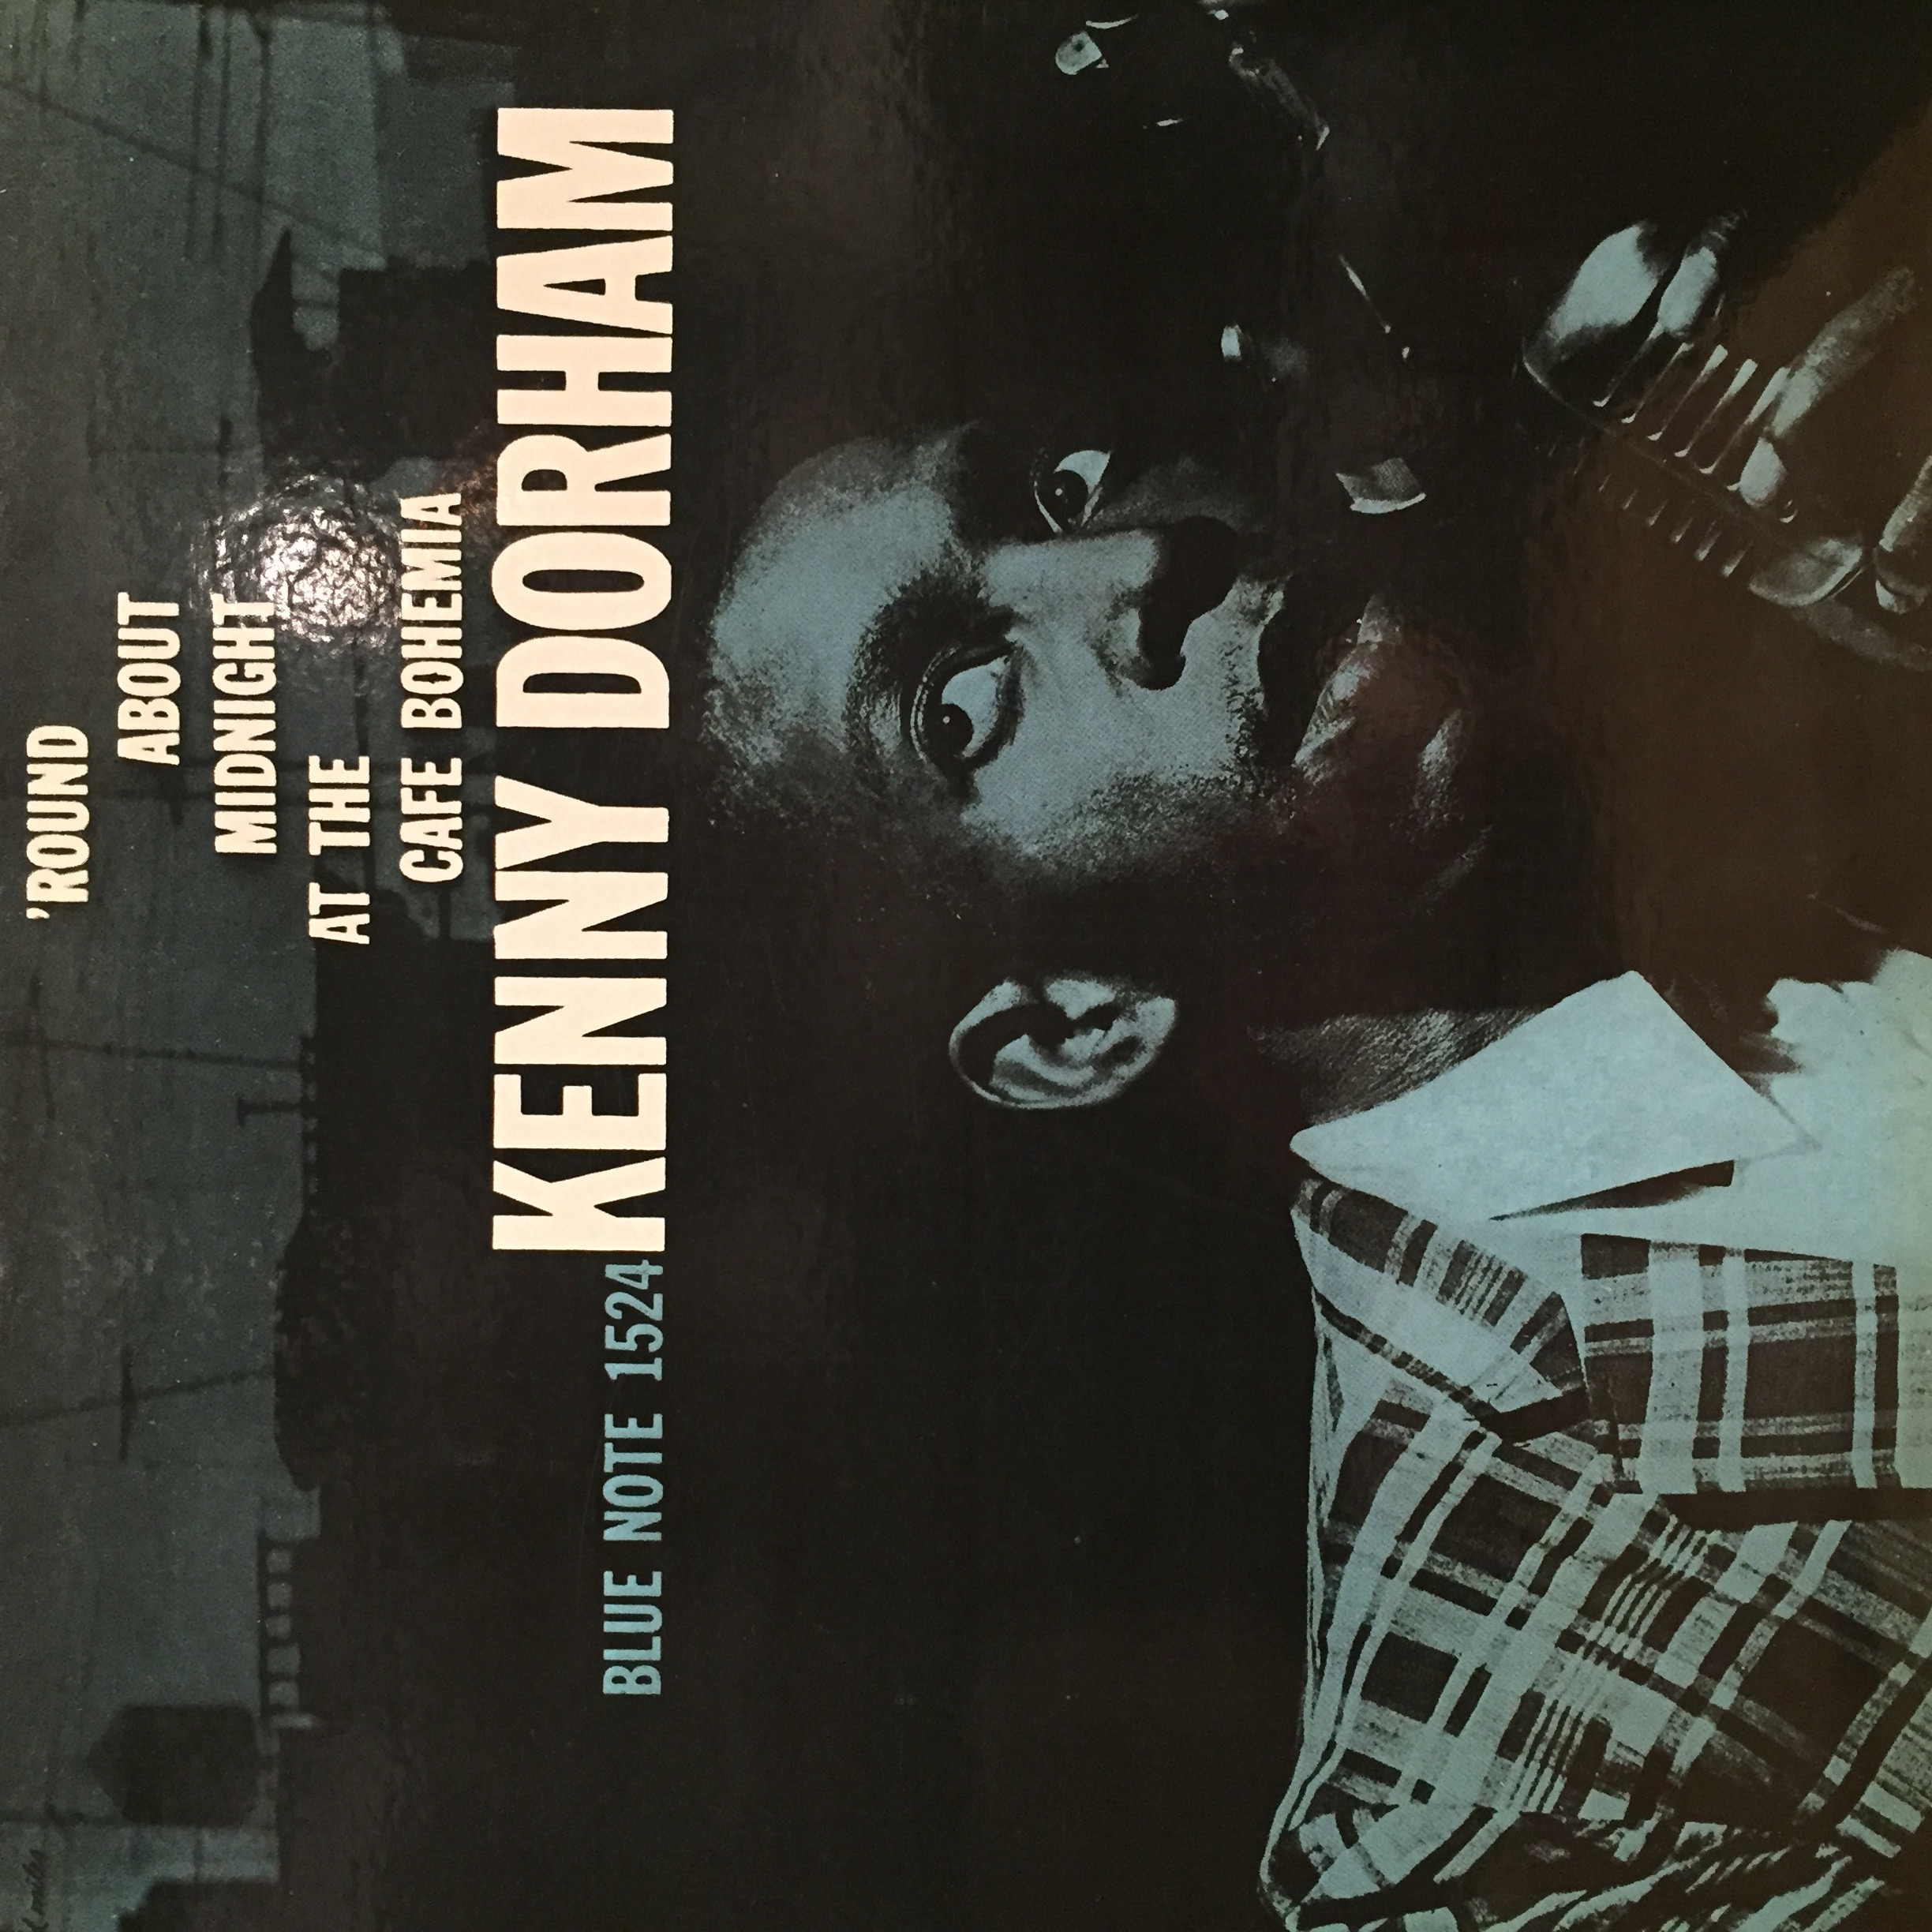 'ROUND
ABOUT
MIDNIGHT
AT THE
CAFE BOHEMIA
BLUE NOTE 1524 KENNY DORHAM